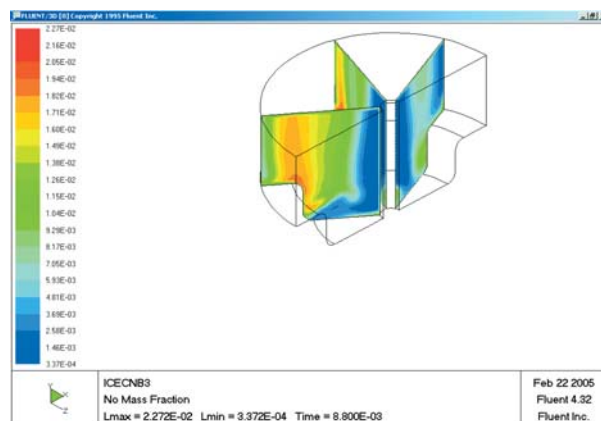 FLUENT/3D [0] Copyright 1995 Fluent Inc.
2.27E-02
2.16E-02
2.05E-02
1.94E-02
1.82E-02
1.71E-02
1.60E-02
1.49E-02
1.38E-02
1.26E-02
1.15E-02
1.04E-02
9.29E-03
8.17E-03
7.05E-03
5.93E-03
4.81E-03
3.69E-03
2.58E-03
1.46E-03
3.37E-04
Y
X
Z
ICECNB3
No Mass Fraction
Lmax = 2.272E-02 Lmin = 3.372E-04 Time = 8.800E-03
Feb 22 2005
Fluent 4.32
Fluent Inc.